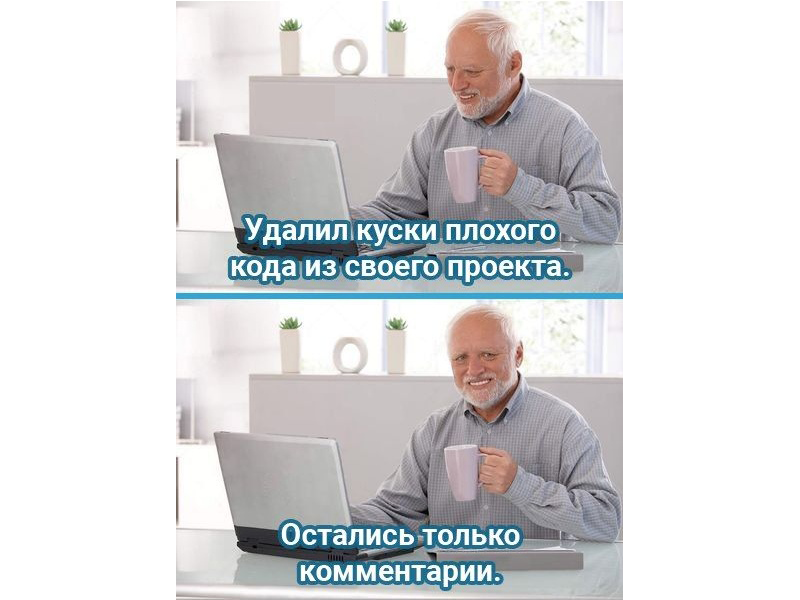 Удалил куски плохого
кода из своего проекта.
Остались только
комментарии.